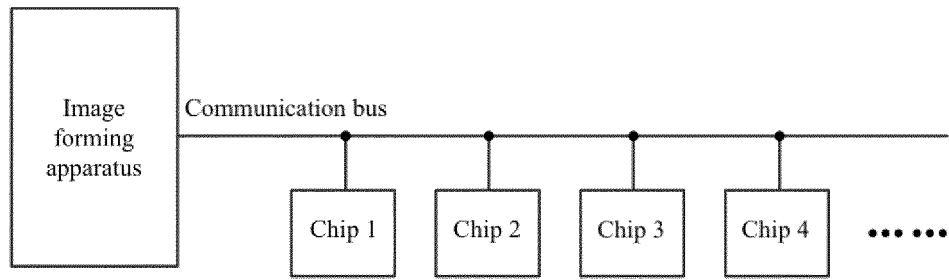 Image
forming
apparatus
Communication bus
Chip 1
Chip 2
Chip 3
Chip 4